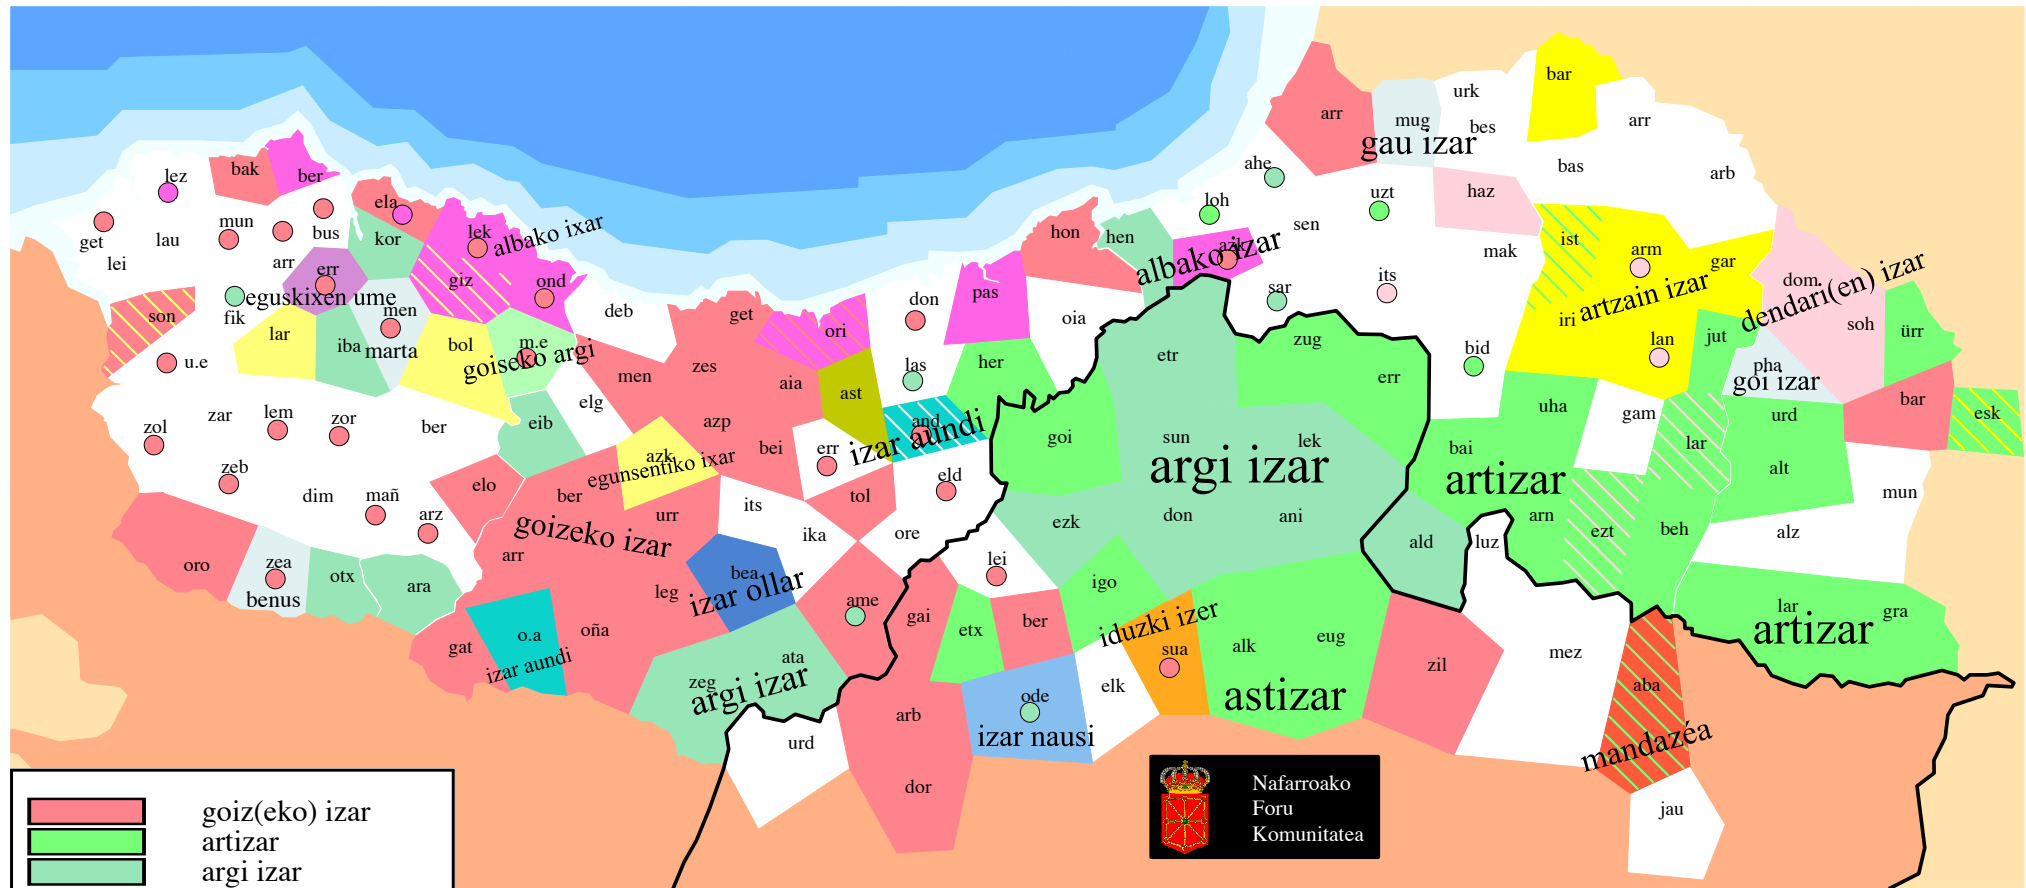 bar
urk
arr
mug
bes
arr
gau izar
ahe
bas
arb
bak
ber
lez
haz
uzt
loh
ela
mun
bus
kor
lek
albako ixar
hon
hen
azk
sen
albako izar
mak
ist
arm
gar
get
lau
lei
arr
err
giz
ond
eguskixen ume
dom
dendari(en) izar
its
sar
artzain izar
iri
son
fik
men
deb
get
ori
don
pas
oia
lar
iba
marta
bol
m.e
goiseko argi
etr
zug
bid
lan
jut
soh
ürr
pha
goi izar
u.e
men
zes
aia
ast
las
her
err
elg
uha
gam
urd
bar
esk
zar
lem
zor
ber
eib
azp
and
izar aundi
goi
sun
lek
argi izar
bai
artizar
lar
alt
zol
zeb
azk
egunsentiko ixar
bei
err
eld
mun
dim
mañ
arz
elo
ber
urr
its
tol
ore
ezk
don
ani
arn
ezt
beh
alz
goizeko izar
ika
ald
luz
oro
zea
benus
otx
ara
arr
leg
bea
izar ollar
ame
lei
igo
lar
gra
artizar
gat
o.a
izar aundi
oña
ata
zeg
argi izar
gai
etx
ber
iduzki izer
sua
alk
eug
astizar
zil
mez
aba
mandazéa
urd
arb
ode
izar nausi
elk
dor
jau
Nafarroako
Foru
Komunitatea
goiz(eko) izar
artizar
argi izar